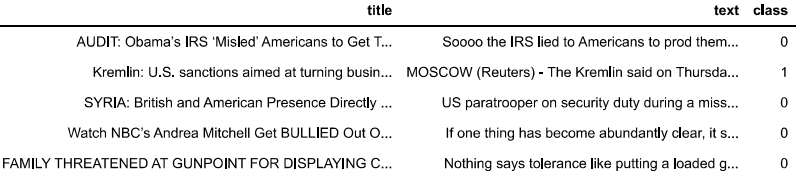 title text class
AUDIT: Obama’s IRS ‘Misled’ Americans to Get T... Soooo the IRS lied to Americans to prod them... 0
Kremlin: U.S. sanctions aimed at turning busin... MOSCOW (Reuters) - The Kremlin said on Thursda... 1
SYRIA: British and American Presence Directly ... US paratrooper on security duty during a miss... 0
Watch NBC’s Andrea Mitchell Get BULLIED Out O... If one thing has become abundantly clear, it s... 0
FAMILY THREATENED AT GUNPOINT FOR DISPLAYING C... Nothing says tolerance like putting a loaded g... 0